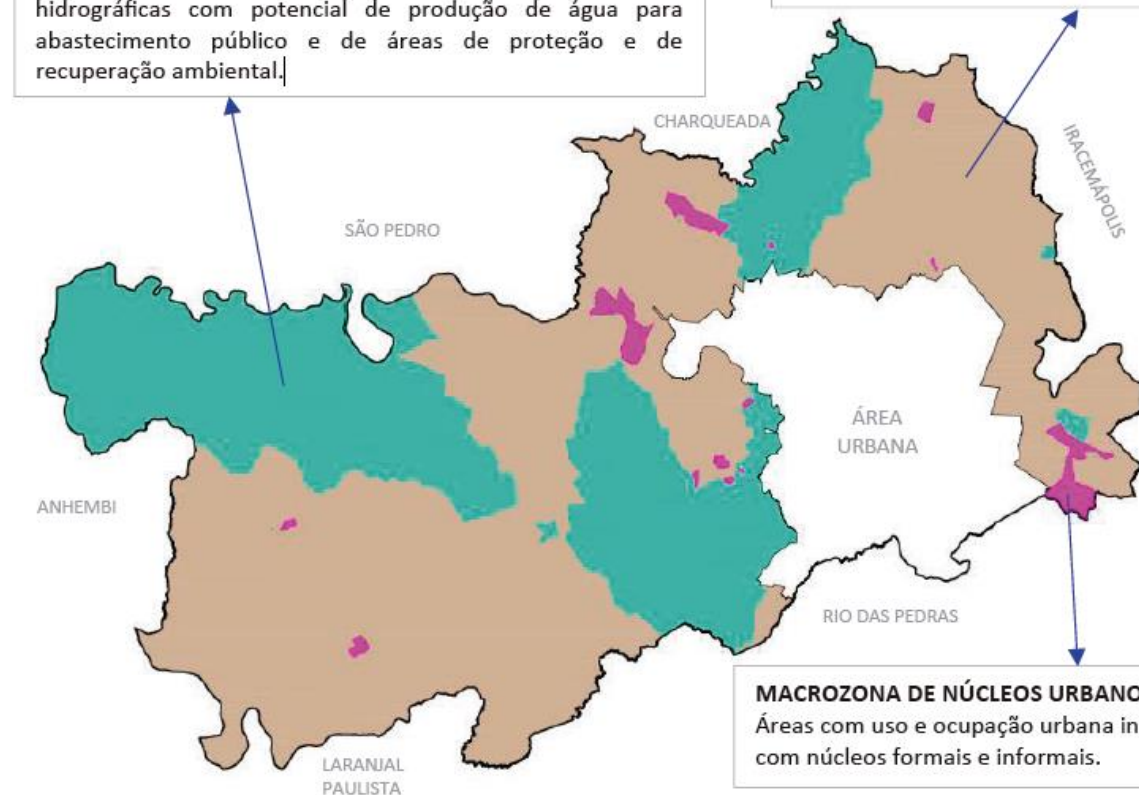 hidrográficas com potencial de produção de água para
abastecimento público e de áreas de proteção e de
recuperação ambiental.
CHARQUEADA
IRACEMÁPOLIS
SÃO PEDRO
ÁREA
URBANA
ANHEMBI
RIO DAS PEDRAS
MACROZONA DE NÚCLEOS URBANO
Áreas com uso e ocupação urbana in
com núcleos formais e informais.
LARANJAL
PAULISTA